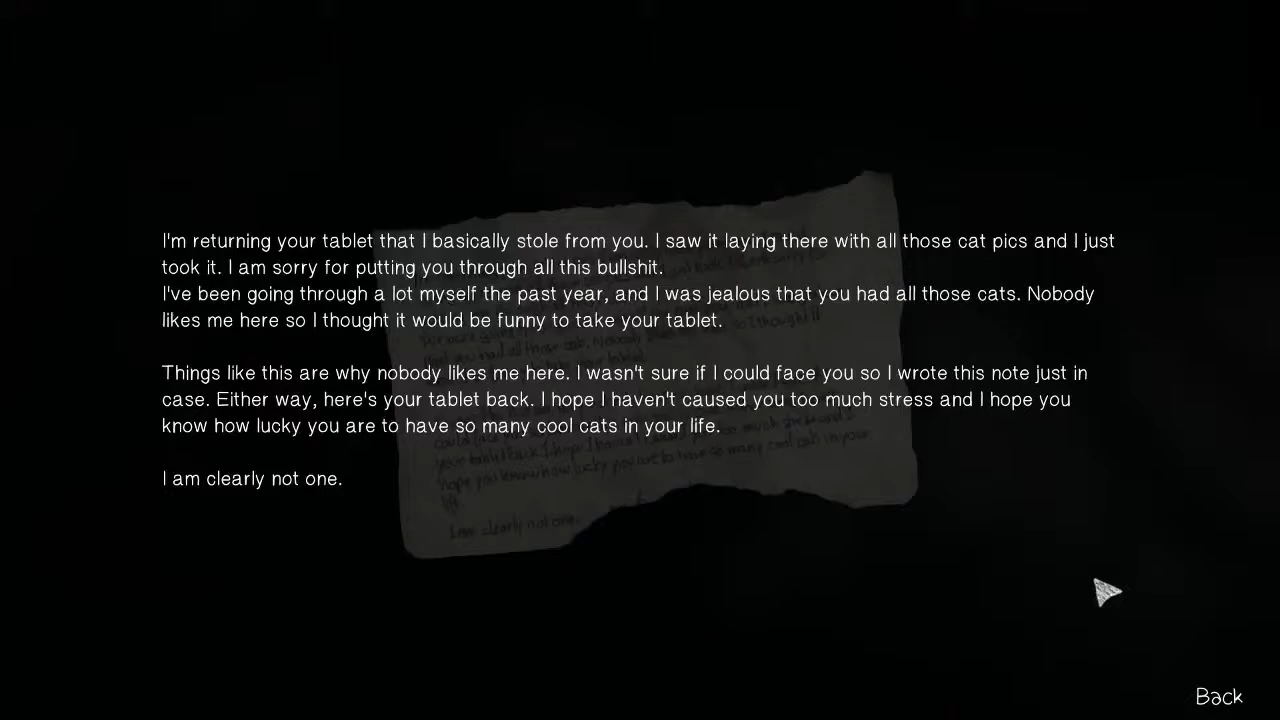 I'm returning your tablet that I basically stole from you. I saw it laying there with all those cat pics and I just
took it. I am sorry for putting you through all this bullshit.
I've been going through a lot myself the past year, and I was jealous that you had all those cats. Nobody
likes me here so I thought it would be funny to take your tablet.
Things like this are why nobody likes me here. I wasn't sure if I could face you so I wrote this note just in
case. Either way, here's your tablet back. I hope I haven't caused you too much stress and I hope you
know how lucky you are to have so many cool cats in your life.
I am clearly not one.
Back